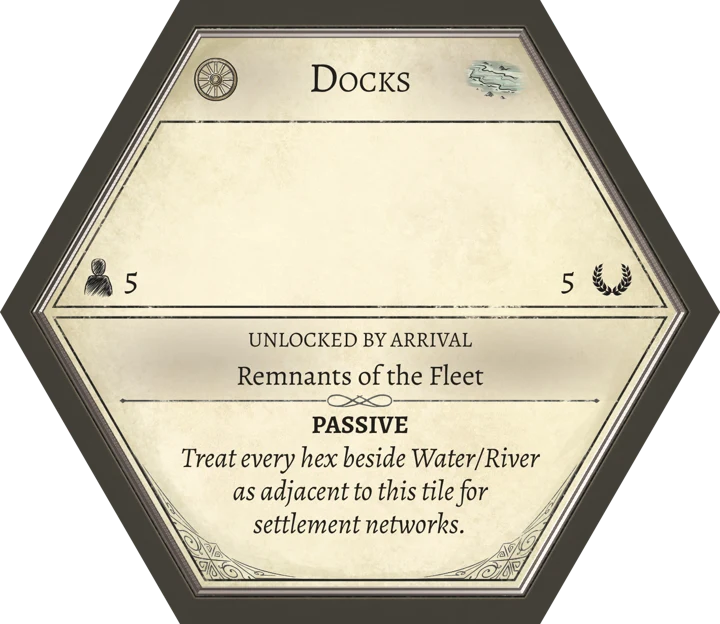 Docks
5
5
UNLOCKED BY ARRIVAL
Remnants of the Fleet
PASSIVE
Treat every hex beside Water/River
as adjacent to this tile for
settlement networks.